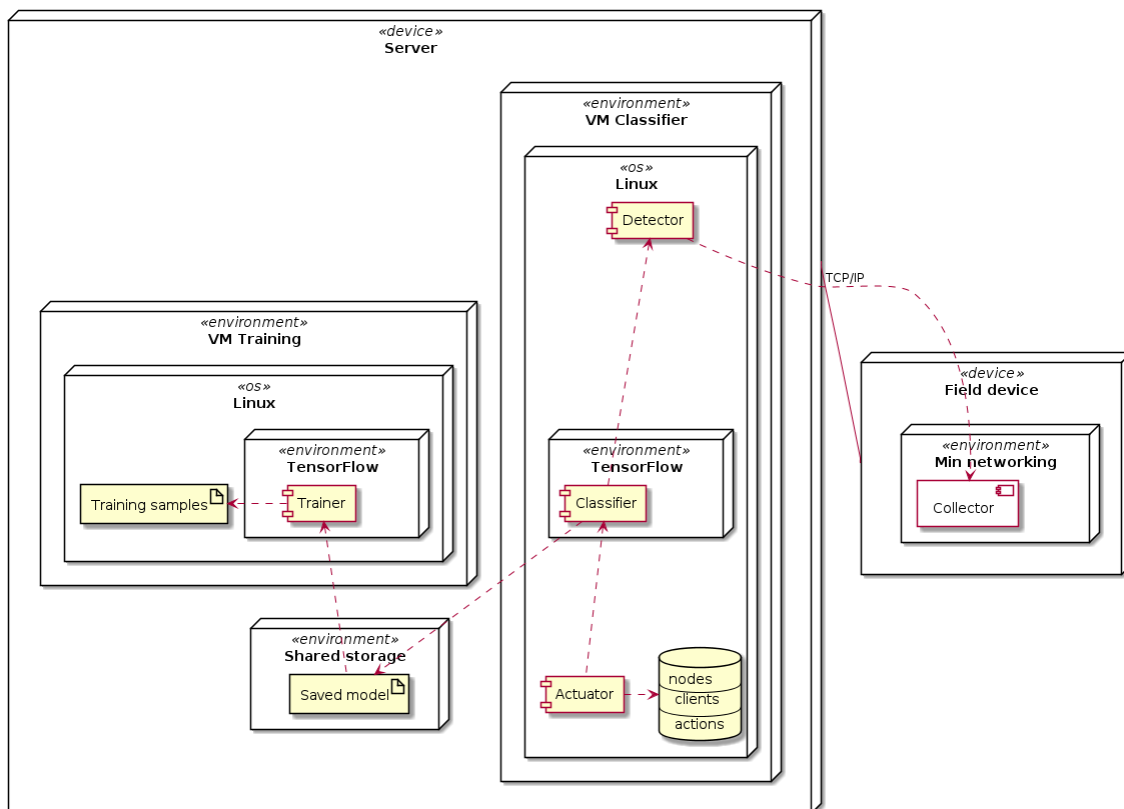 «device»
Server
«environment»
VM Classifier
«os»
Linux
Detector
TCP/IP
«environment»
VM Training
«os»
Linux
«environment»
TensorFlow
Training samples
Trainer
«environment»
TensorFlow
Classifier
«device»
Field device
«environment»
Min networking
Collector
«environment»
Shared storage
Saved model
Actuator
nodes
clients
actions